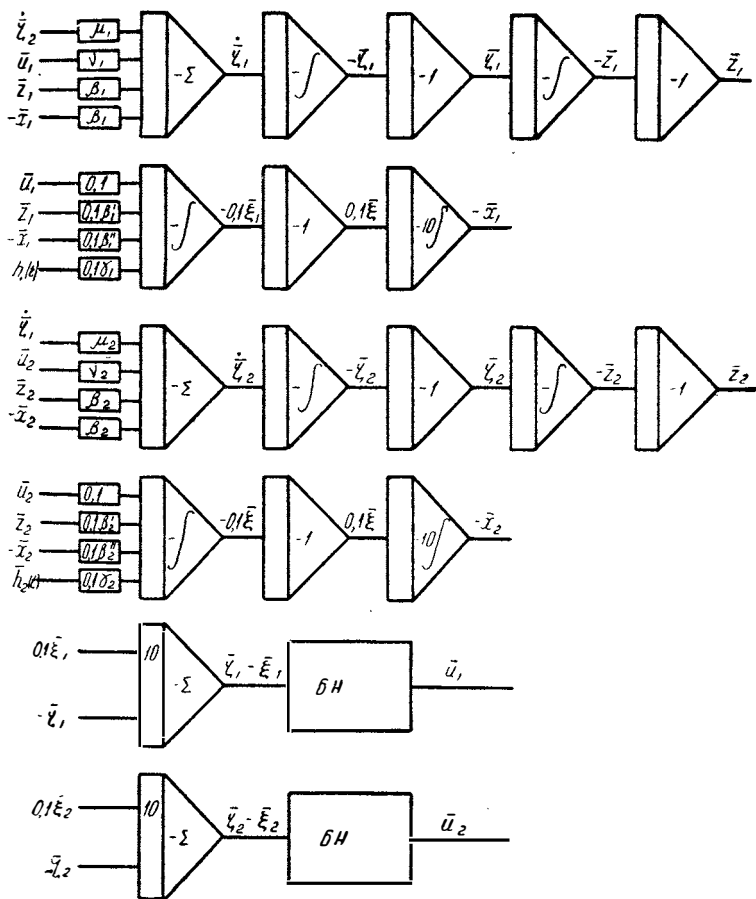 η̄̇₂ μ₁
ū₁ ν₁
z̄₁ β₁
-x̄₁ β₁
-Σ η̄̇₁ -∫ -η̄₁ -1 η̄₁ -∫ -z̄₁ -1 z̄₁
ū₁ 0,1
z̄₁ 0,1β₁'
-x̄₁ 0,1β₁"
h₁(t) 0,1γ₁
-∫ -0,1ξ̄₁ -1 0,1ξ̄ -10∫ -x̄₁
η̄̇₁ μ₂
ū₂ ν₂
z̄₂ β₂
-x̄₂ β₂
-Σ η̄̇₂ -∫ -η̄₂ -1 η̄₂ -∫ -z̄₂ -1 z̄₂
ū₂ 0,1
z̄₂ 0,1β₂'
-x̄₂ 0,1β₂"
h̄₂(t) 0,1γ₂
-∫ -0,1ξ̄ -1 0,1ξ̄ -10∫ -x̄₂
0,1ξ̄₁ 10
-η̄₁
-Σ η̄₁ - ξ̄₁ БН ū₁
0,1ξ̄₂ 10
-η̄₂
-Σ η̄₂ - ξ̄₂ БН ū₂